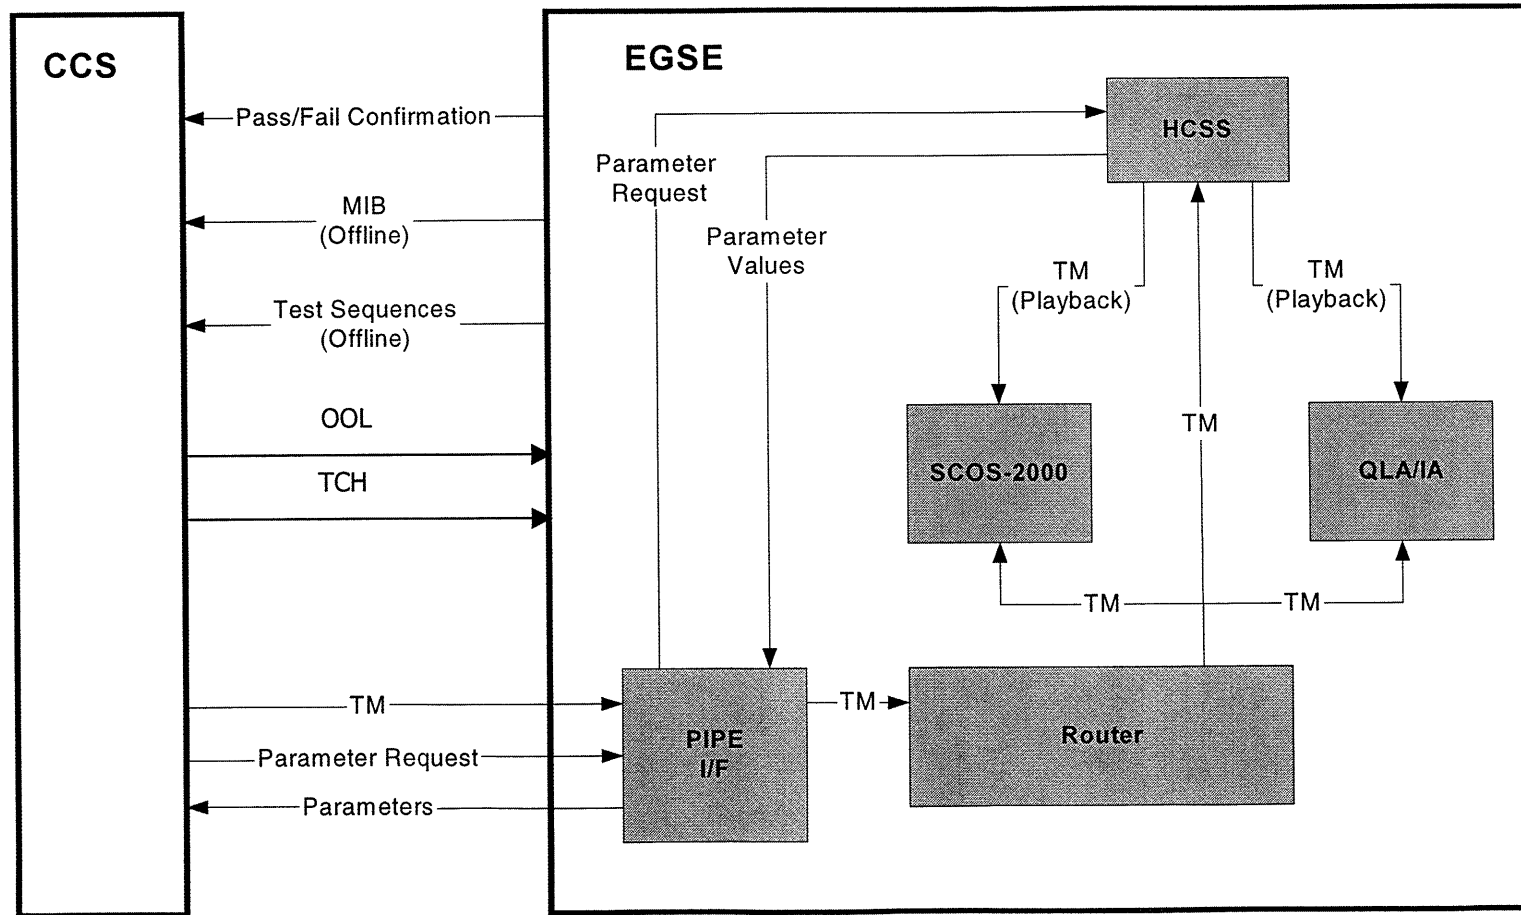 CCS
EGSE
Pass/Fail Confirmation
MIB
(Offline)
Test Sequences
(Offline)
OOL
TCH
TM
Parameter Request
Parameters
Parameter
Request
Parameter
Values
HCSS
TM
(Playback)
TM
(Playback)
TM
SCOS-2000
QLA/IA
TM
TM
PIPE
I/F
TM
Router